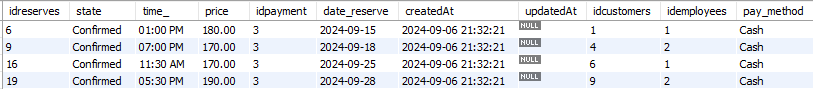 idreserves state time_ price idpayment date_reserve createdAt updatedAt idcustomers idemployees pay_method
6 Confirmed 01:00 PM 180.00 3 2024-09-15 2024-09-06 21:32:21 NULL 1 1 Cash
9 Confirmed 07:00 PM 170.00 3 2024-09-18 2024-09-06 21:32:21 NULL 4 2 Cash
16 Confirmed 11:30 AM 170.00 3 2024-09-25 2024-09-06 21:32:21 NULL 6 1 Cash
19 Confirmed 05:30 PM 190.00 3 2024-09-28 2024-09-06 21:32:21 NULL 9 2 Cash